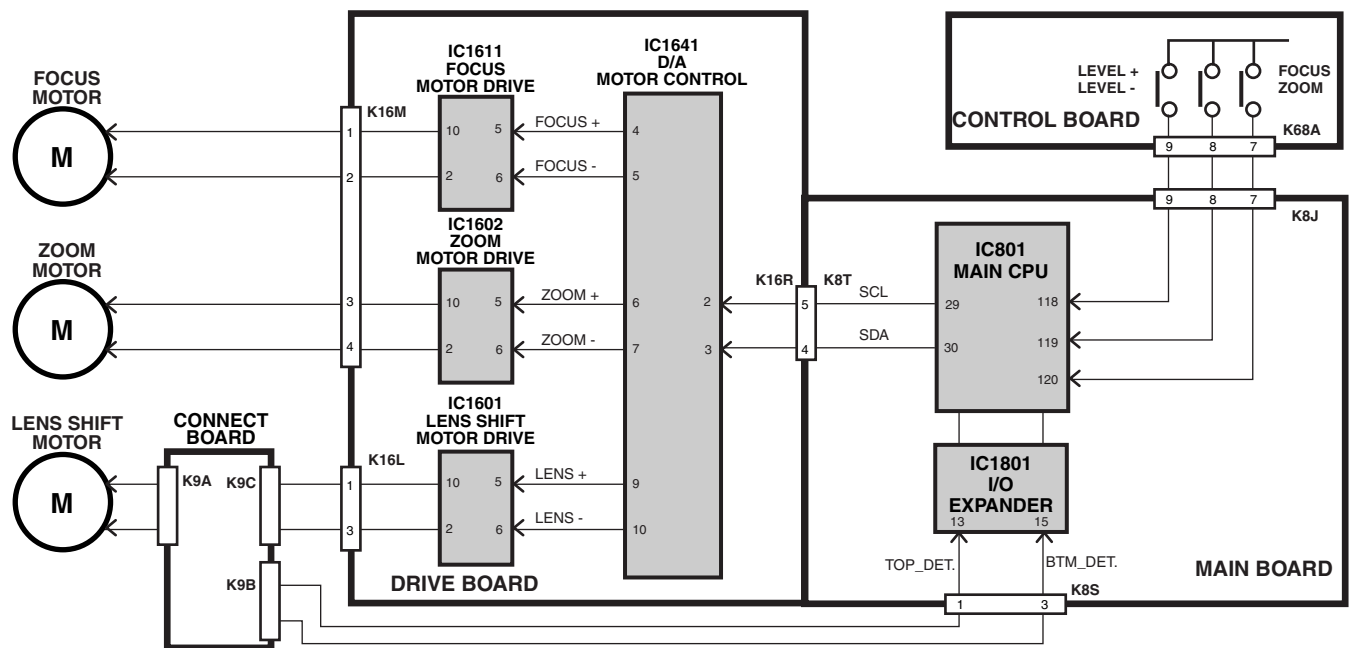 FOCUS
MOTOR
M
K16M
1
2
IC1611
FOCUS
MOTOR DRIVE
10
5
2
6
FOCUS +
FOCUS -
IC1641
D/A
MOTOR CONTROL
4
5
6
7
9
10
2
3
ZOOM
MOTOR
M
3
4
IC1602
ZOOM
MOTOR DRIVE
10
5
2
6
ZOOM +
ZOOM -
LENS SHIFT
MOTOR
M
CONNECT
BOARD
K9A
K9C
K9B
K16L
1
3
IC1601
LENS SHIFT
MOTOR DRIVE
10
5
2
6
LENS +
LENS -
DRIVE BOARD
K16R
K8T
5
4
SCL
SDA
LEVEL +
LEVEL -
FOCUS
ZOOM
CONTROL BOARD
K68A
9
8
7
9
8
7
K8J
IC801
MAIN CPU
29
30
118
119
120
IC1801
I/O
EXPANDER
13
15
TOP_DET.
BTM_DET.
MAIN BOARD
K8S
1
3